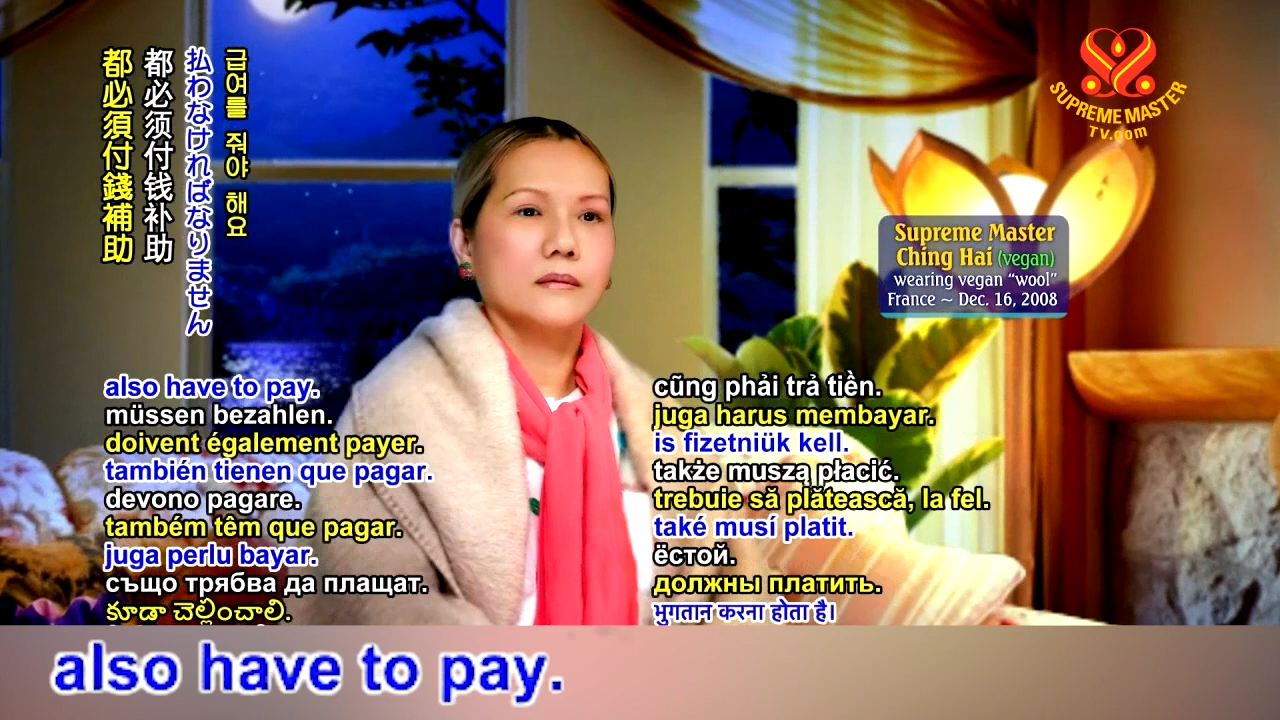 都必須付錢補助
都必须付钱补助
払わなければなりません
급여를 줘야 해요
SUPREME MASTER
TV.com
Supreme Master
Ching Hai (vegan)
wearing vegan “wool”
France ~ Dec. 16, 2008
also have to pay.
müssen bezahlen.
doivent également payer.
también tienen que pagar.
devono pagare.
também têm que pagar.
juga perlu bayar.
също трябва да плащат.
కూడా చెల్లించాలి.
cũng phải trả tiền.
juga harus membayar.
is fizetniük kell.
także muszą płacić.
trebuie să plătească, la fel.
také musí platit.
ёстой.
должны платить.
भुगतान करना होता है।
also have to pay.